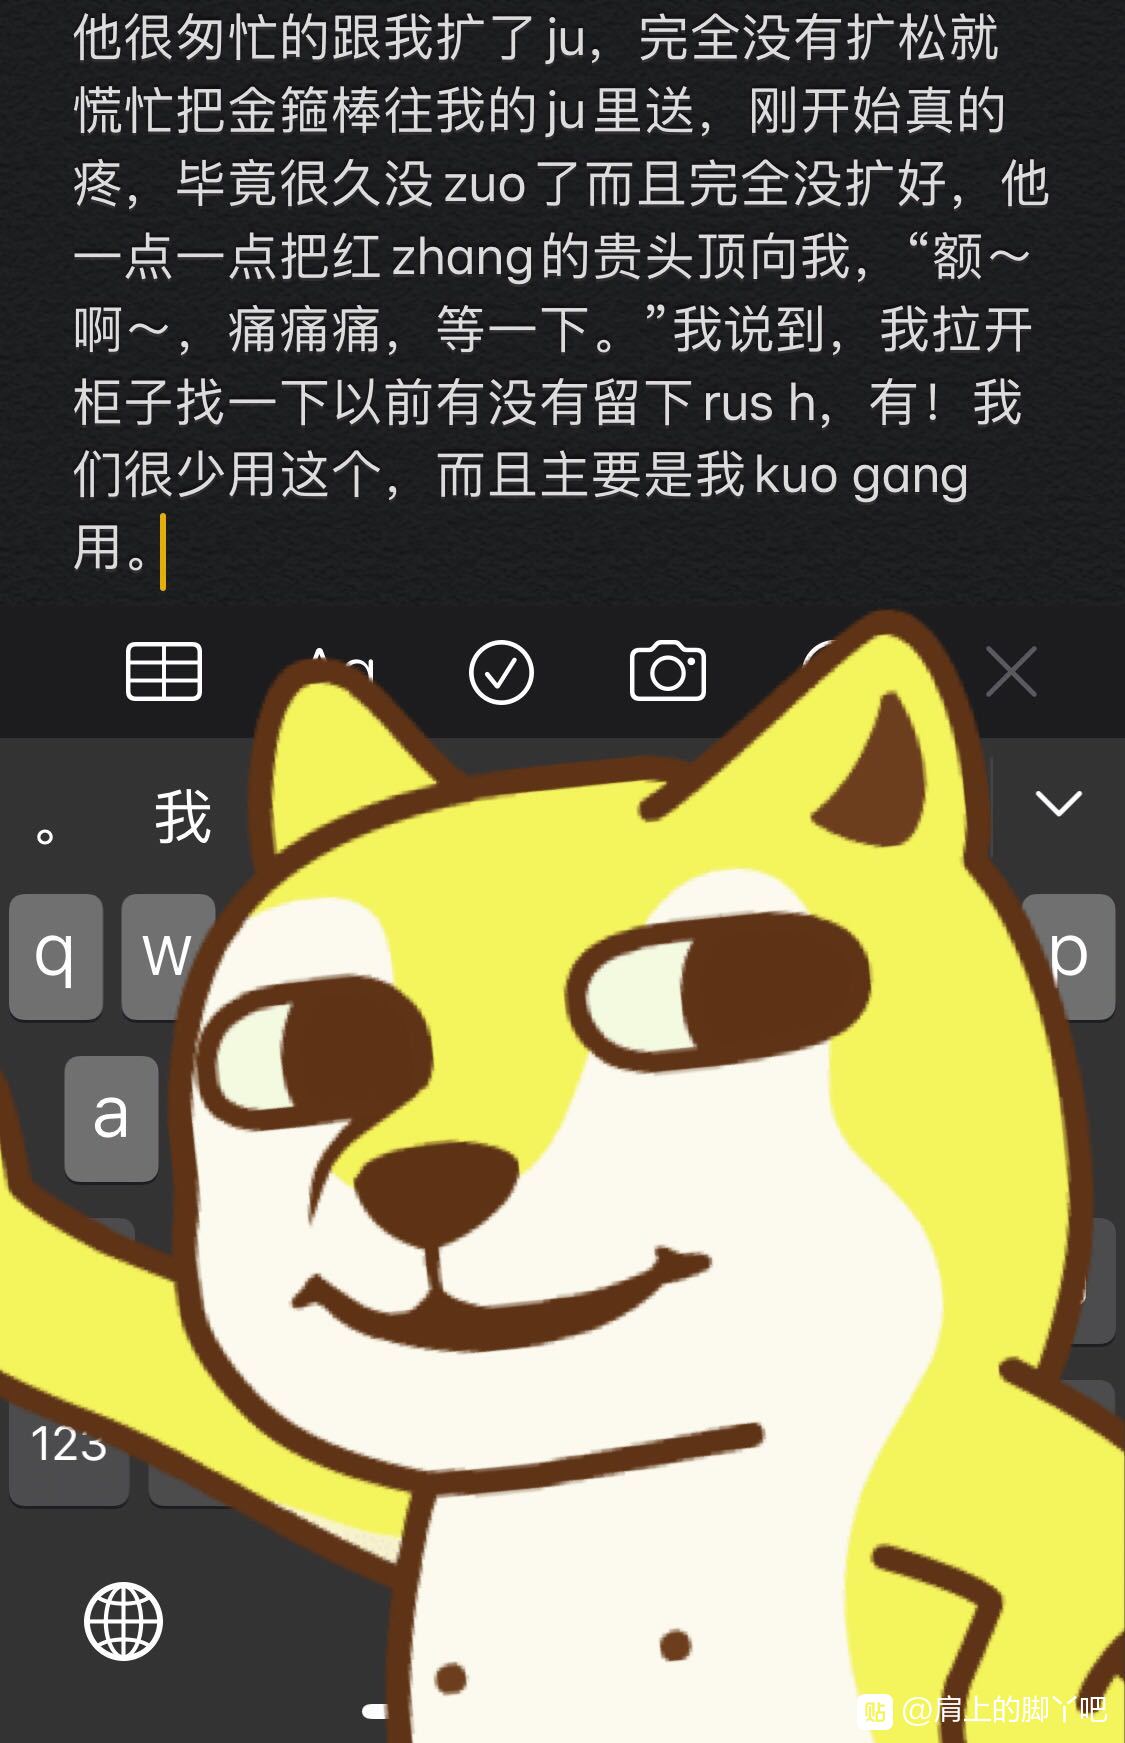 他很匆忙的跟我扩了ju，完全没有扩松就
慌忙把金箍棒往我的ju里送，刚开始真的
疼，毕竟很久没zuo了而且完全没扩好，他
一点一点把红zhang的贵头顶向我，“额～
啊～，痛痛痛，等一下。”我说到，我拉开
柜子找一下以前有没有留下rus h，有！我
们很少用这个，而且主要是我kuo gang
用。
Aa
。 我
q w p
a
123
贴 @肩上的脚丫吧